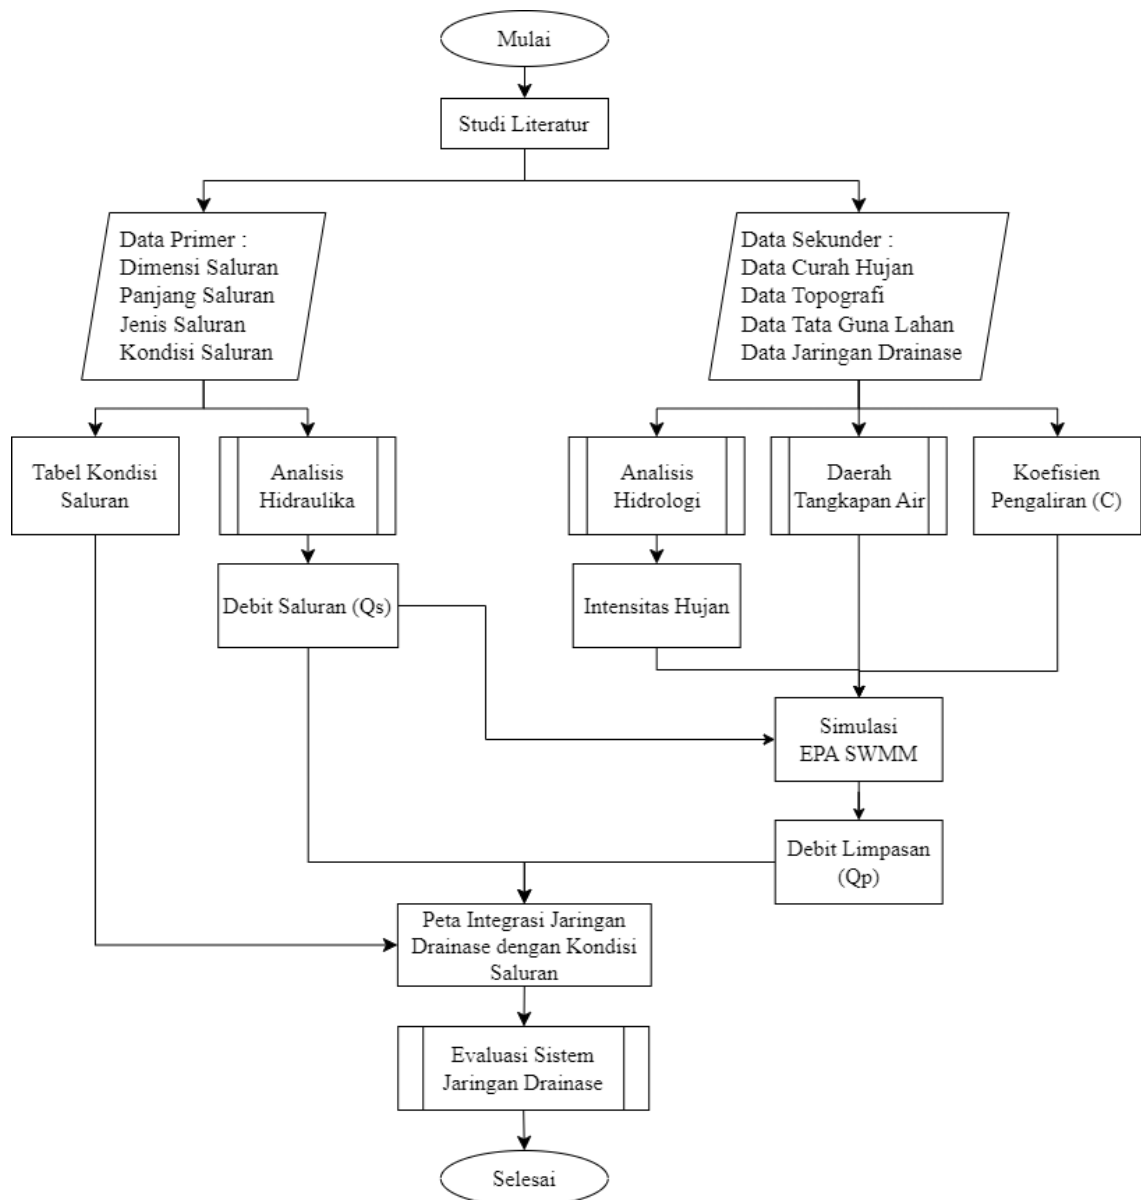 Mulai
Studi Literatur
Data Primer :
Dimensi Saluran
Panjang Saluran
Jenis Saluran
Kondisi Saluran
Data Sekunder :
Data Curah Hujan
Data Topografi
Data Tata Guna Lahan
Data Jaringan Drainase
Tabel Kondisi
Saluran
Analisis
Hidraulika
Analisis
Hidrologi
Daerah
Tangkapan Air
Koefisien
Pengaliran (C)
Debit Saluran (Qs)
Intensitas Hujan
Simulasi
EPA SWMM
Debit Limpasan
(Qp)
Peta Integrasi Jaringan
Drainase dengan Kondisi
Saluran
Evaluasi Sistem
Jaringan Drainase
Selesai